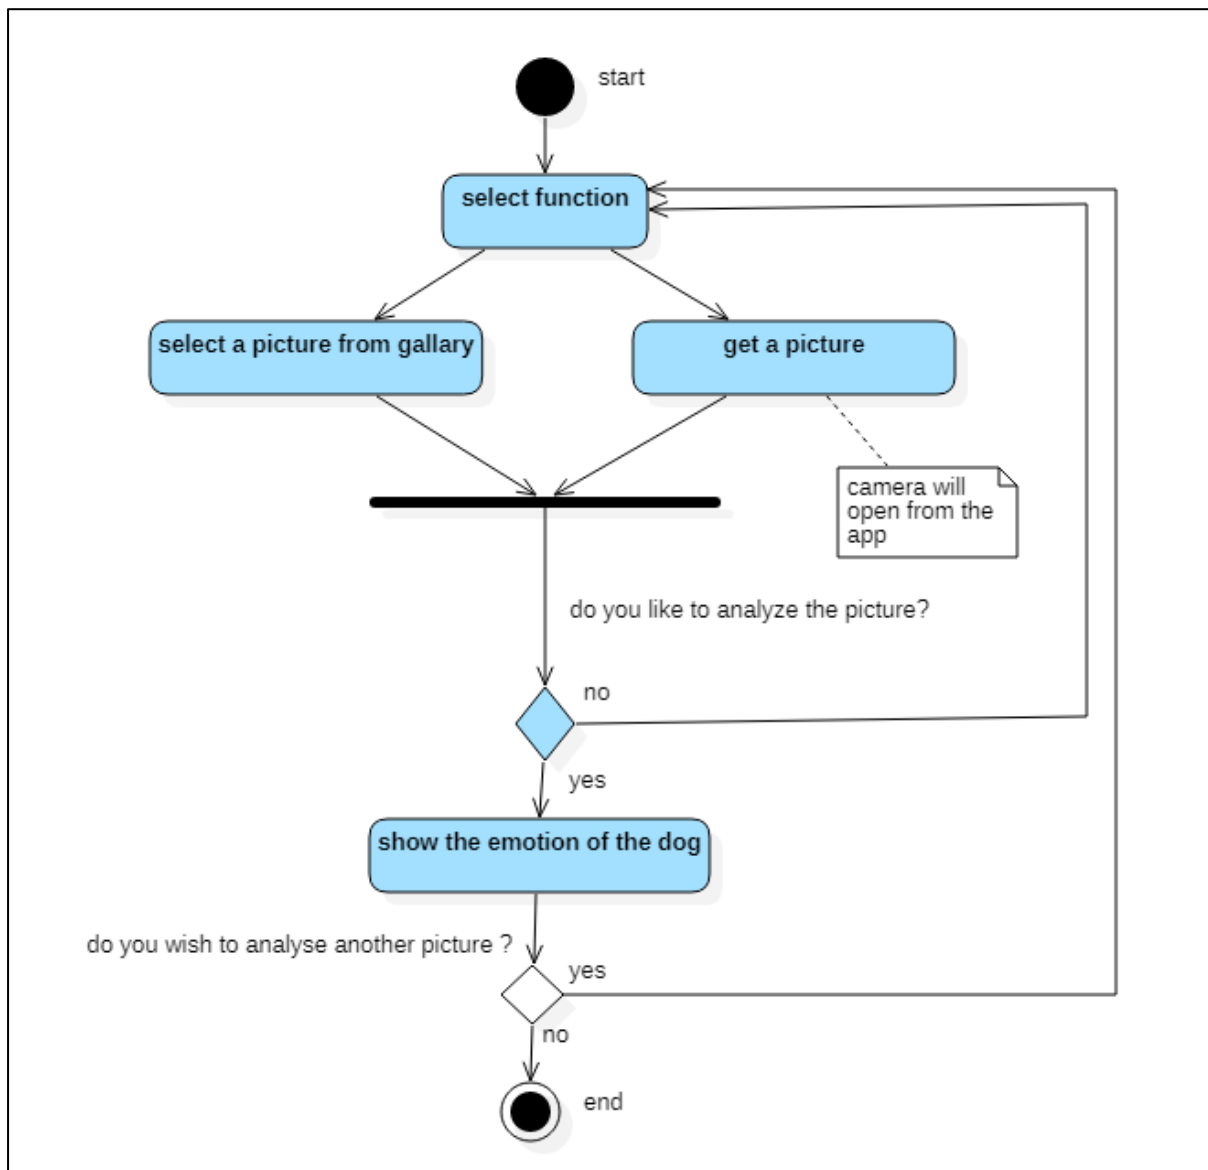 start
select function
select a picture from gallary
get a picture
camera will
open from the
app
do you like to analyze the picture?
no
yes
show the emotion of the dog
do you wish to analyse another picture ?
yes
no
end